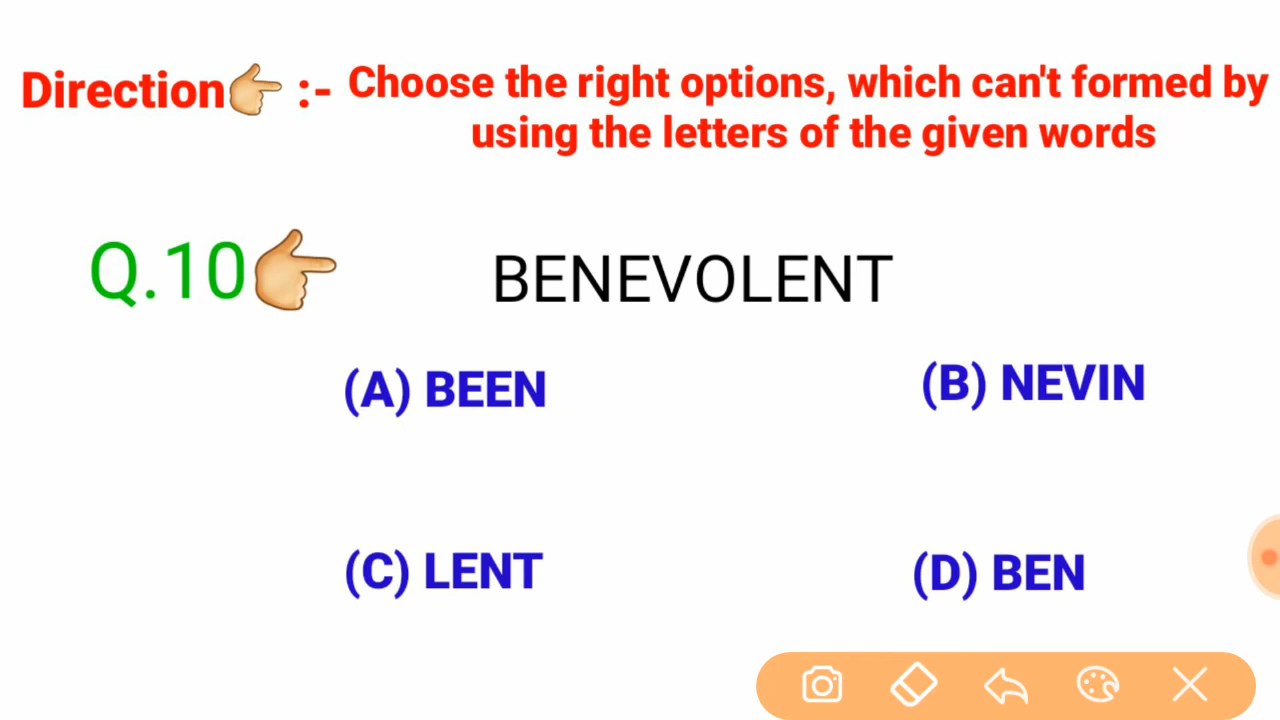 Direction👉 :- Choose the right options, which can't formed by
using the letters of the given words
Q.10👉 BENEVOLENT
(A) BEEN (B) NEVIN
(C) LENT (D) BEN